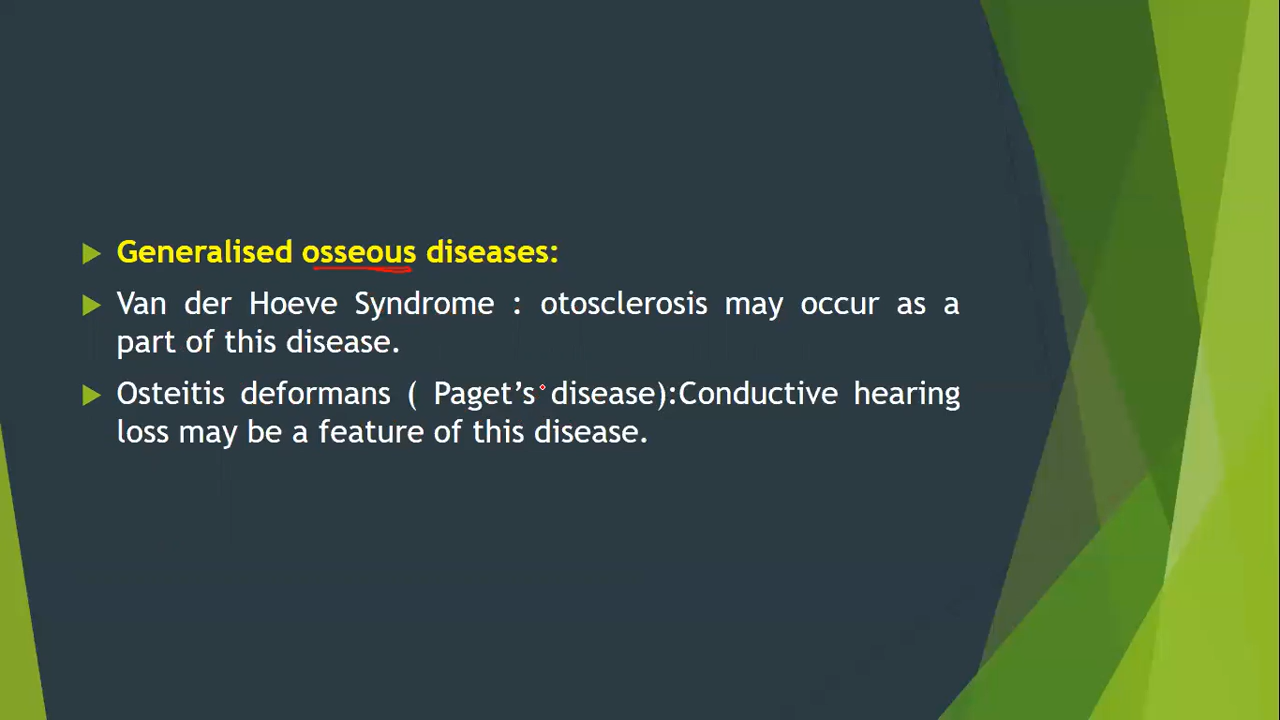 Generalised osseous diseases:
Van der Hoeve Syndrome : otosclerosis may occur as a
part of this disease.
Osteitis deformans ( Paget’s disease):Conductive hearing
loss may be a feature of this disease.